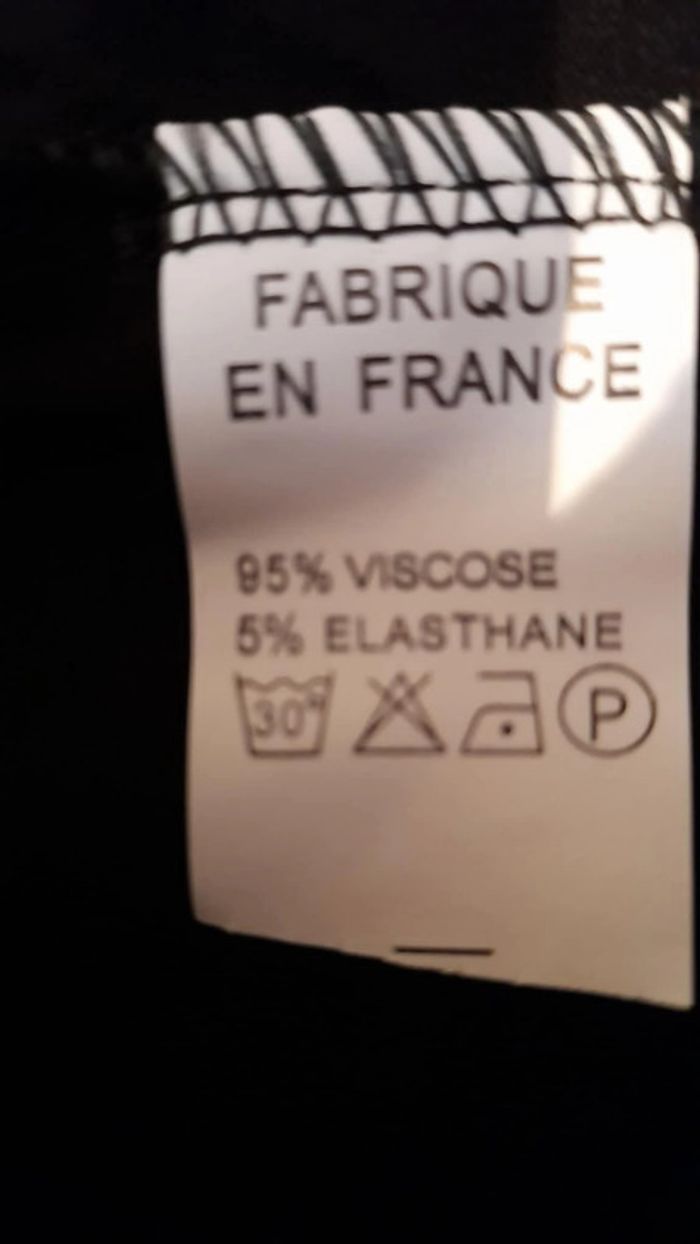 FABRIQUE
EN FRANCE
95% VISCOSE
5% ELASTHANE
30° P